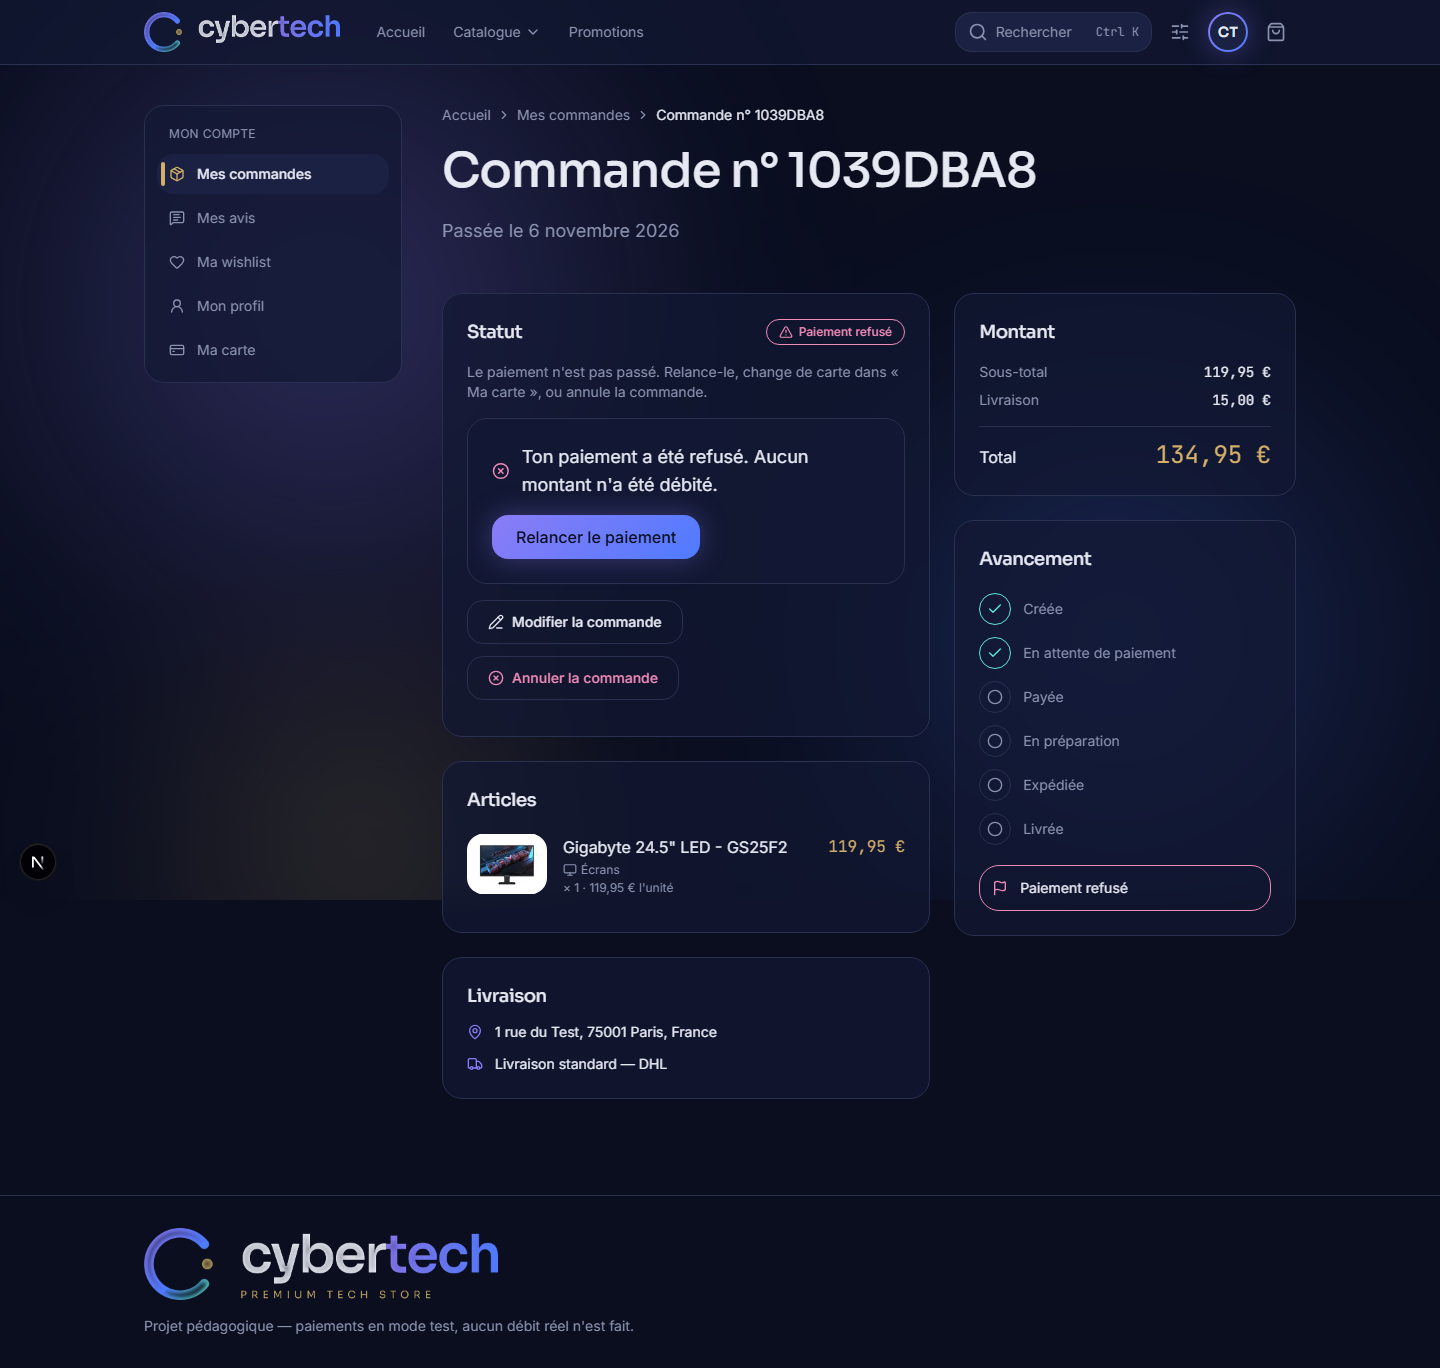 cybertech
Accueil
Catalogue
Promotions
Rechercher
Ctrl K
CT
MON COMPTE
Mes commandes
Mes avis
Ma wishlist
Mon profil
Ma carte
Accueil > Mes commandes > Commande n° 1039DBA8
Commande n° 1039DBA8
Passée le 6 novembre 2026
Statut
Paiement refusé
Le paiement n'est pas passé. Relance-le, change de carte dans «
Ma carte », ou annule la commande.
Ton paiement a été refusé. Aucun
montant n'a été débité.
Relancer le paiement
Modifier la commande
Annuler la commande
Articles
Gigabyte 24.5" LED - GS25F2
119,95 €
Écrans
× 1 · 119,95 € l'unité
Livraison
1 rue du Test, 75001 Paris, France
Livraison standard — DHL
Montant
Sous-total
119,95 €
Livraison
15,00 €
Total
134,95 €
Avancement
Créée
En attente de paiement
Payée
En préparation
Expédiée
Livrée
Paiement refusé
N
cybertech
PREMIUM TECH STORE
Projet pédagogique — paiements en mode test, aucun débit réel n'est fait.